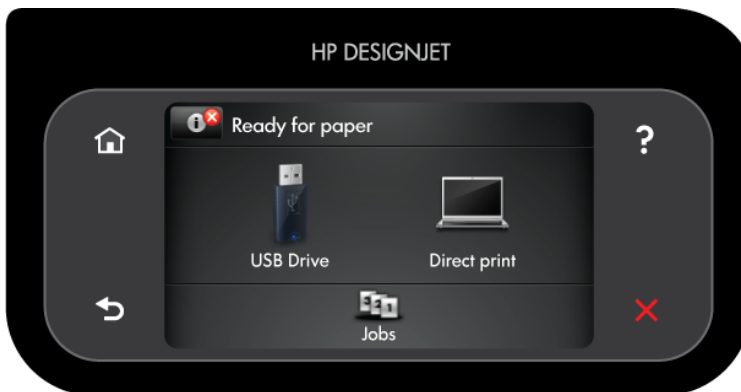 HP DESIGNJET
Ready for paper
?
USB Drive
Direct print
Jobs